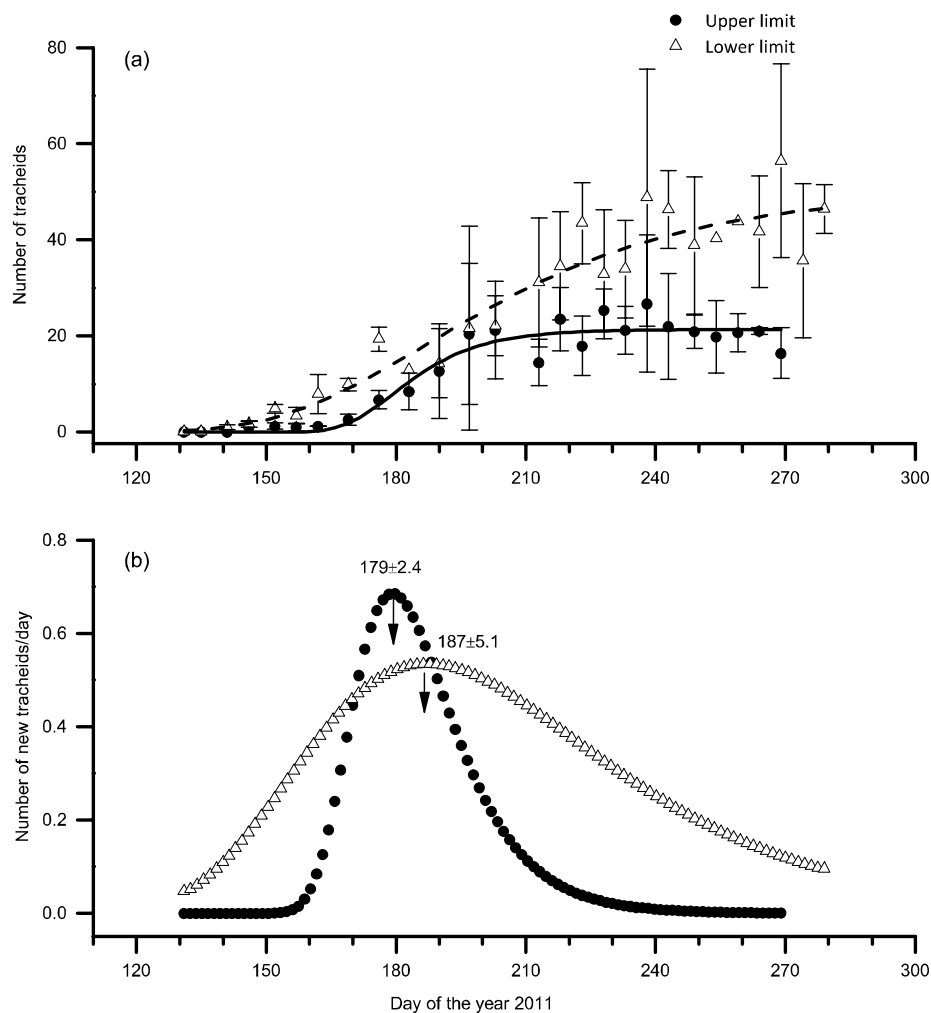 Upper limit
Lower limit
(a)
80
60
40
20
0
Number of tracheids
120 150 180 210 240 270 300
(b)
0.8
0.6
0.4
0.2
0.0
Number of new tracheids/day
179±2.4
187±5.1
120 150 180 210 240 270 300
Day of the year 2011